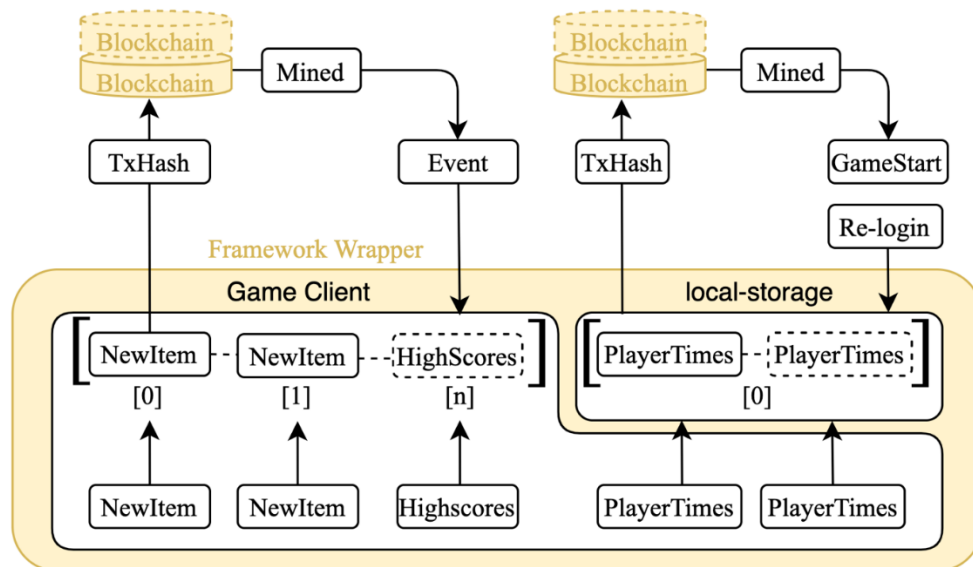 Blockchain
Blockchain
Mined
Blockchain
Blockchain
Mined
TxHash
Event
TxHash
GameStart
Re-login
Framework Wrapper
Game Client
local-storage
[ NewItem NewItem HighScores ]
[0] [1] [n]
[ PlayerTimes PlayerTimes ]
[0]
NewItem
NewItem
Highscores
PlayerTimes
PlayerTimes